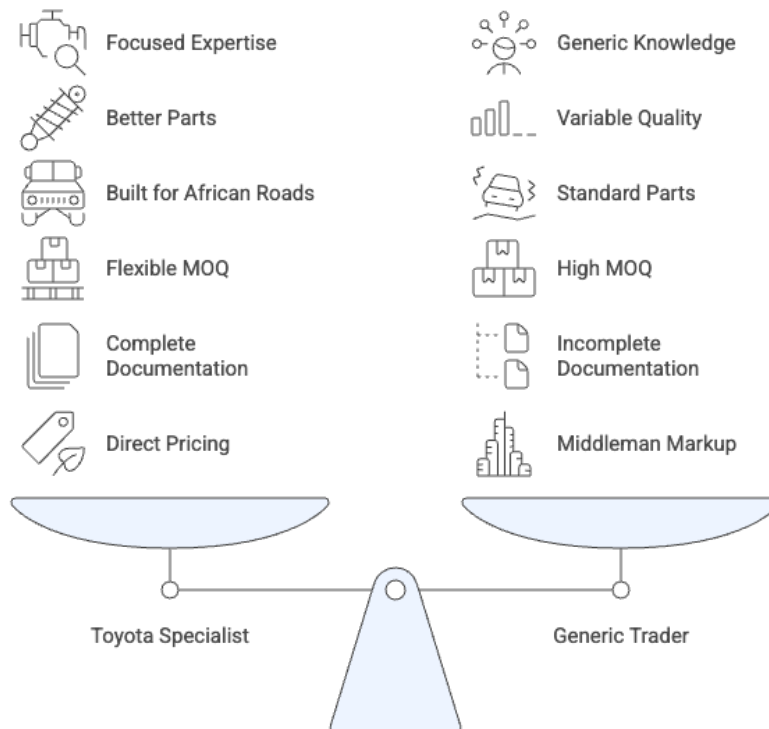 Focused Expertise
Generic Knowledge
Better Parts
Variable Quality
Built for African Roads
Standard Parts
Flexible MOQ
High MOQ
Complete
Documentation
Incomplete
Documentation
Direct Pricing
Middleman Markup
Toyota Specialist
Generic Trader